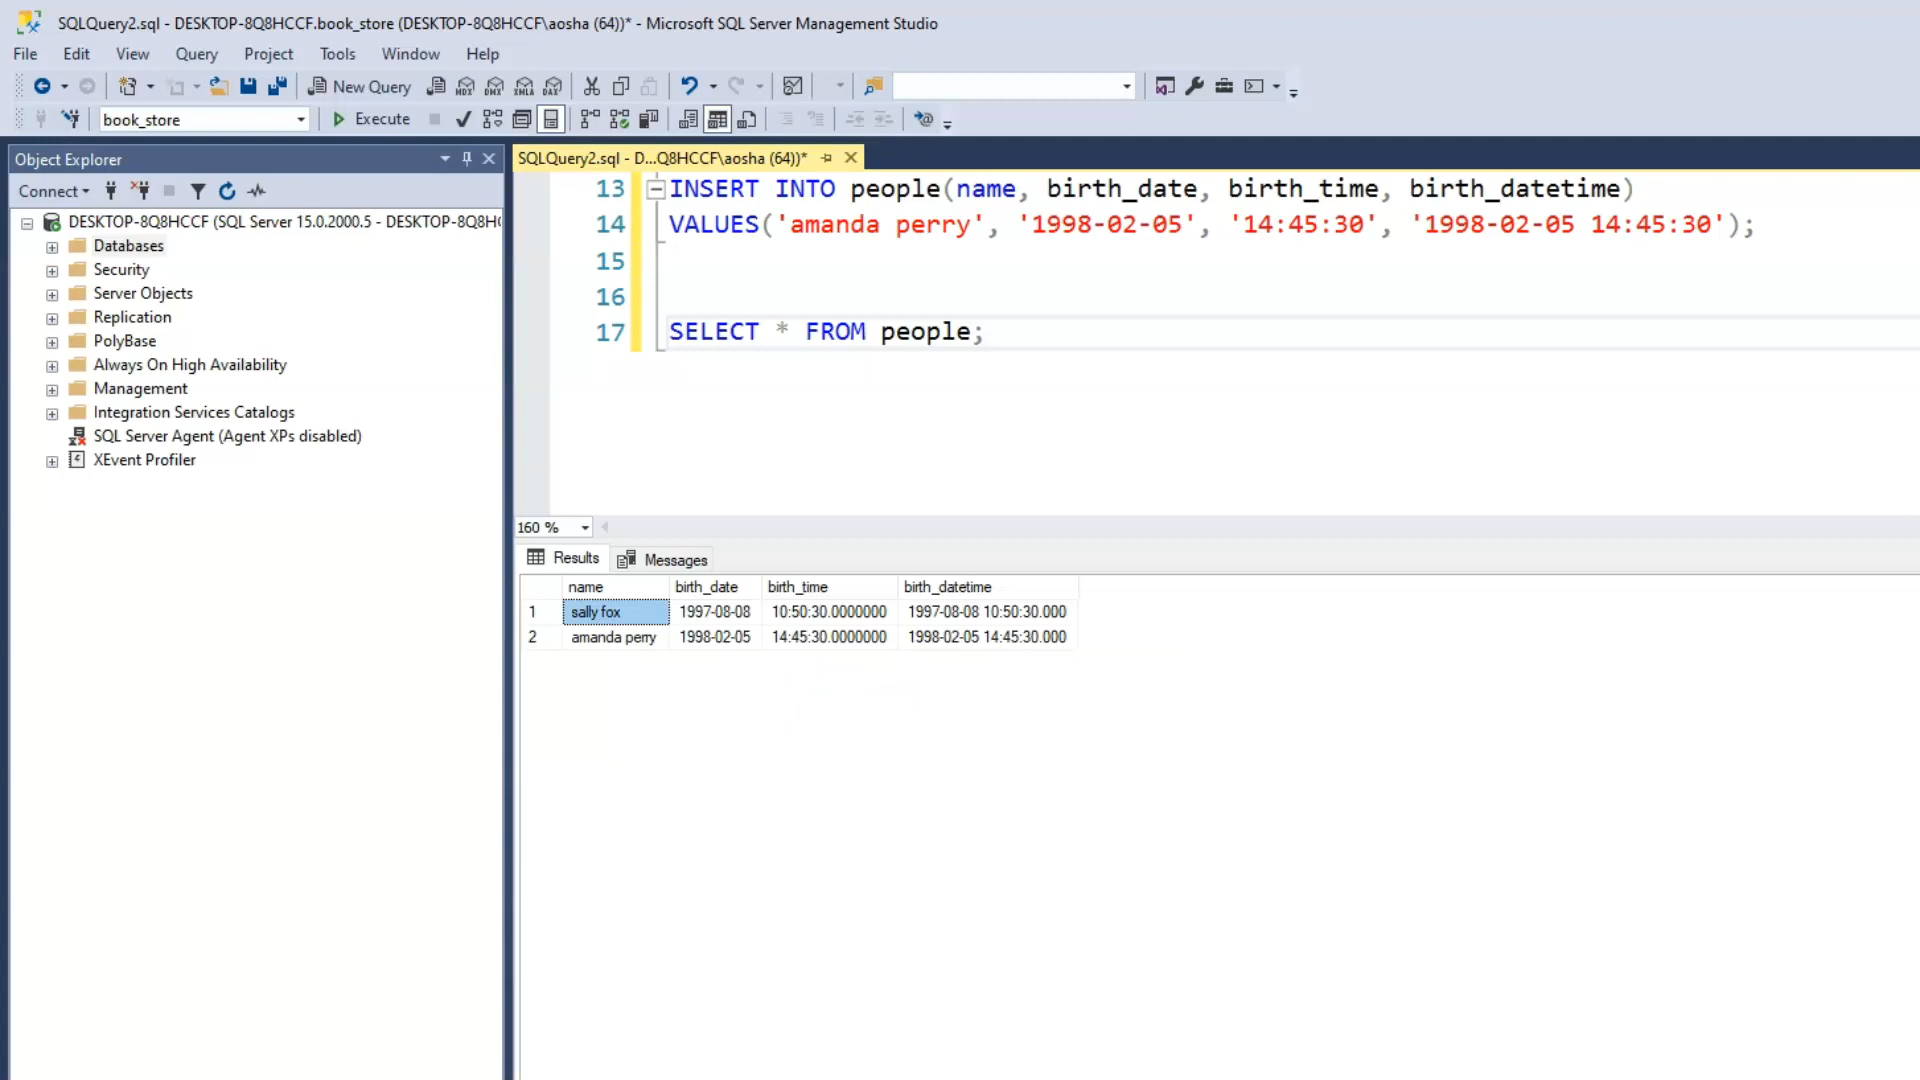 SQLQuery2.sql - DESKTOP-8Q8HCCF.book_store (DESKTOP-8Q8HCCF\aosha (64))* - Microsoft SQL Server Management Studio
File Edit View Query Project Tools Window Help
New Query MDX DMX XMLA DAX
book_store Execute
Object Explorer
Connect
DESKTOP-8Q8HCCF (SQL Server 15.0.2000.5 - DESKTOP-8Q8H
Databases
Security
Server Objects
Replication
PolyBase
Always On High Availability
Management
Integration Services Catalogs
SQL Server Agent (Agent XPs disabled)
XEvent Profiler
SQLQuery2.sql - D...Q8HCCF\aosha (64))*
13 INSERT INTO people(name, birth_date, birth_time, birth_datetime)
14 VALUES('amanda perry', '1998-02-05', '14:45:30', '1998-02-05 14:45:30');
15
16
17 SELECT * FROM people;
160 %
Results Messages
name birth_date birth_time birth_datetime
1 sally fox 1997-08-08 10:50:30.0000000 1997-08-08 10:50:30.000
2 amanda perry 1998-02-05 14:45:30.0000000 1998-02-05 14:45:30.000